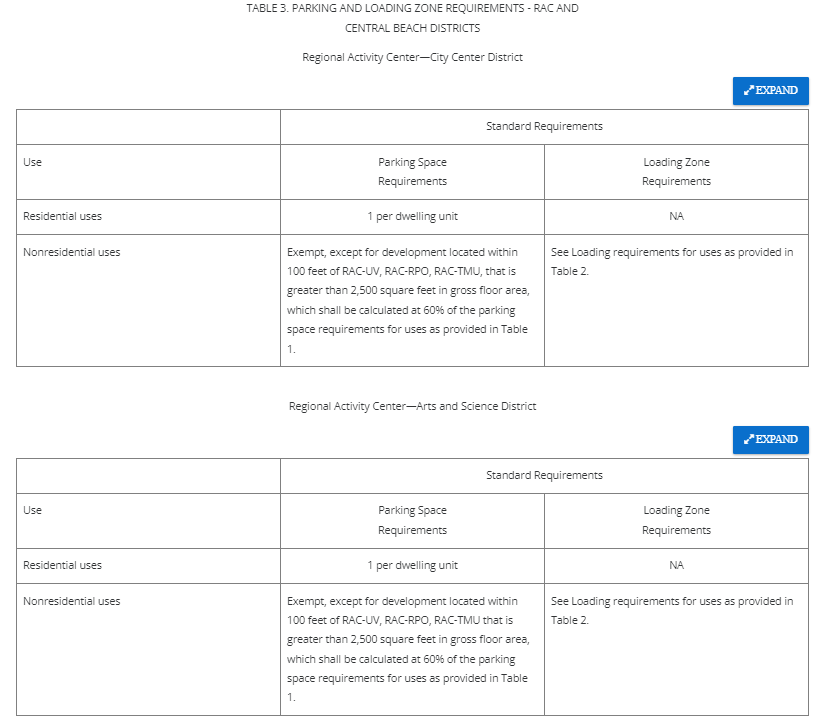 TABLE 3. PARKING AND LOADING ZONE REQUIREMENTS - RAC AND
CENTRAL BEACH DISTRICTS
Regional Activity Center—City Center District
EXPAND
Standard Requirements
Use
Parking Space
Requirements
Loading Zone
Requirements
Residential uses
1 per dwelling unit
NA
Nonresidential uses
Exempt, except for development located within
100 feet of RAC-UV, RAC-RPO, RAC-TMU, that is
greater than 2,500 square feet in gross floor area,
which shall be calculated at 60% of the parking
space requirements for uses as provided in Table
1.
See Loading requirements for uses as provided in
Table 2.
Regional Activity Center—Arts and Science District
EXPAND
Standard Requirements
Use
Parking Space
Requirements
Loading Zone
Requirements
Residential uses
1 per dwelling unit
NA
Nonresidential uses
Exempt, except for development located within
100 feet of RAC-UV, RAC-RPO, RAC-TMU that is
greater than 2,500 square feet in gross floor area,
which shall be calculated at 60% of the parking
space requirements for uses as provided in Table
1.
See Loading requirements for uses as provided in
Table 2.